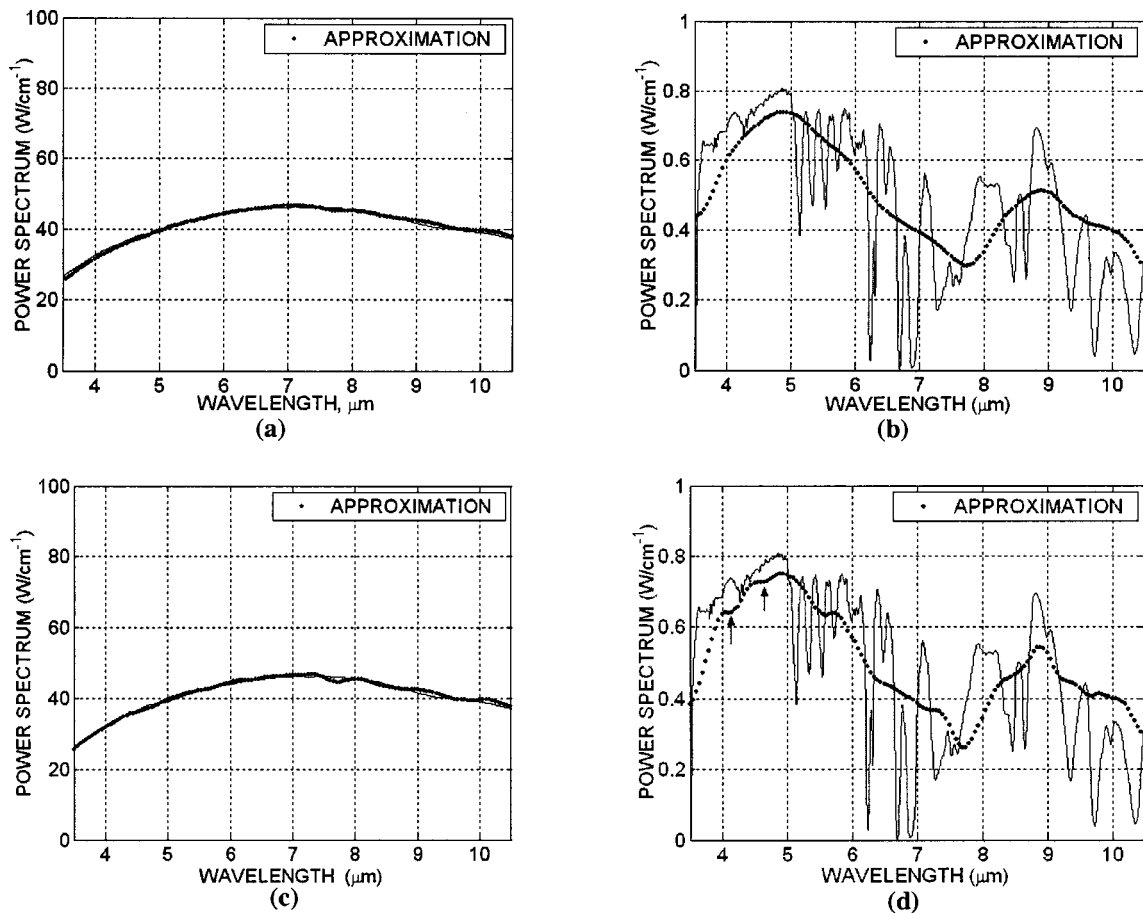 100
80
60
40
20
0
POWER SPECTRUM (W/cm⁻¹)
APPROXIMATION
4 5 6 7 8 9 10
WAVELENGTH, µm
(a)
1
0.8
0.6
0.4
0.2
0
POWER SPECTRUM (W/cm⁻¹)
APPROXIMATION
4 5 6 7 8 9 10
WAVELENGTH (µm)
(b)
100
80
60
40
20
0
POWER SPECTRUM (W/cm⁻¹)
APPROXIMATION
4 5 6 7 8 9 10
WAVELENGTH (µm)
(c)
1
0.8
0.6
0.4
0.2
0
POWER SPECTRUM (W/cm⁻¹)
APPROXIMATION
4 5 6 7 8 9 10
WAVELENGTH (µm)
(d)